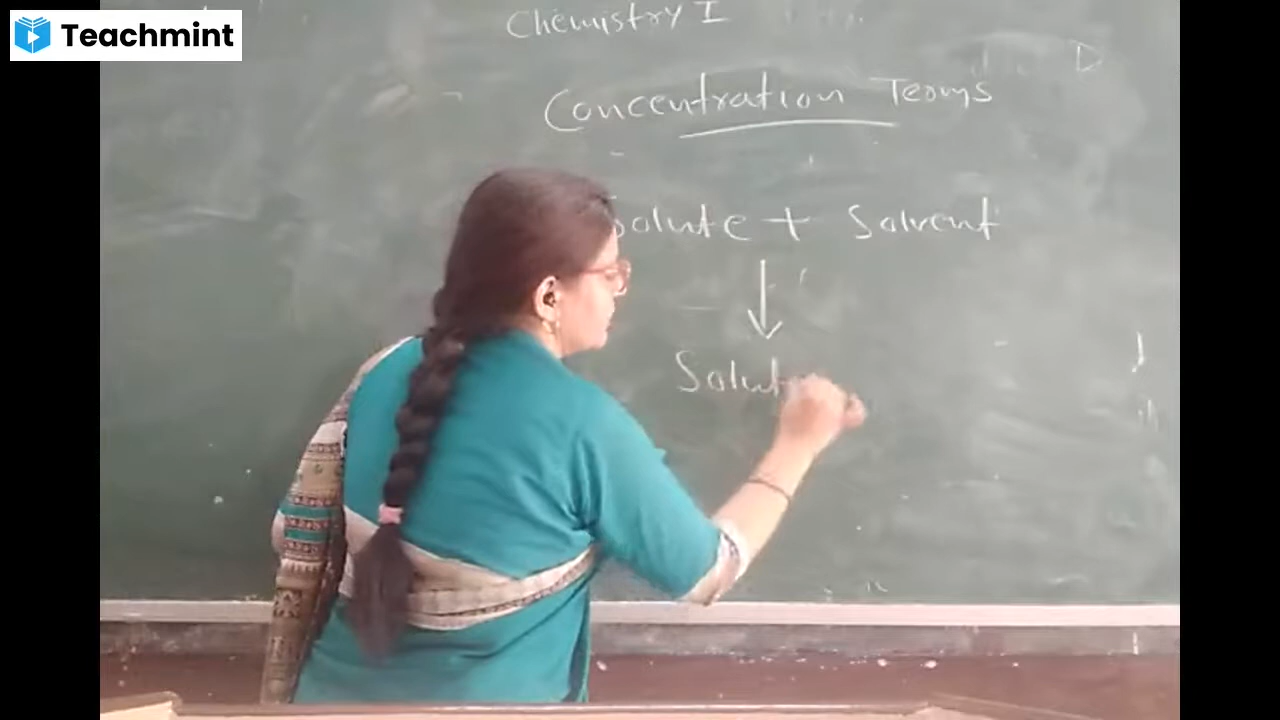 Teachmint
Chemistry I
Concentration Terms
Solute + Solvent
Solut